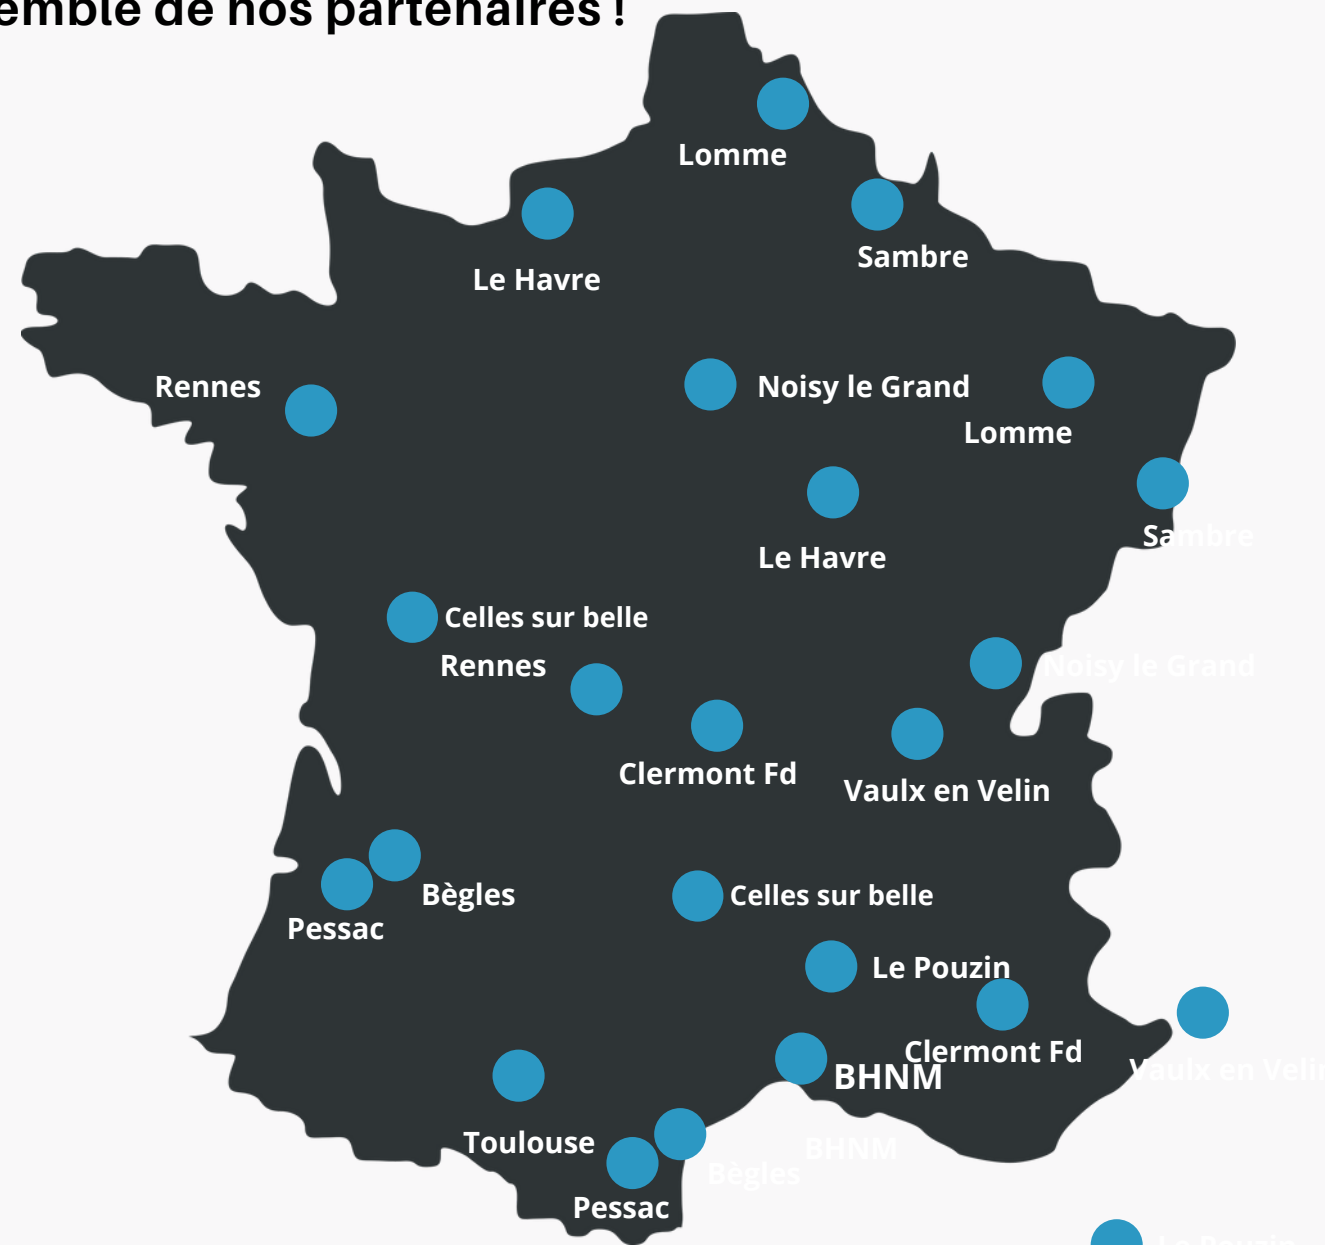 emble de nos partenaires !
Lomme
Sambre
Le Havre
Rennes
Noisy le Grand
Lomme
Sambre
Le Havre
Celles sur belle
Rennes
Noisy le Grand
Clermont Fd
Vaulx en Velin
Bègles
Celles sur belle
Pessac
Le Pouzin
Clermont Fd
Vaulx en Velin
BHNM
Toulouse
BHNM
Bègles
Pessac
Le Pouzin